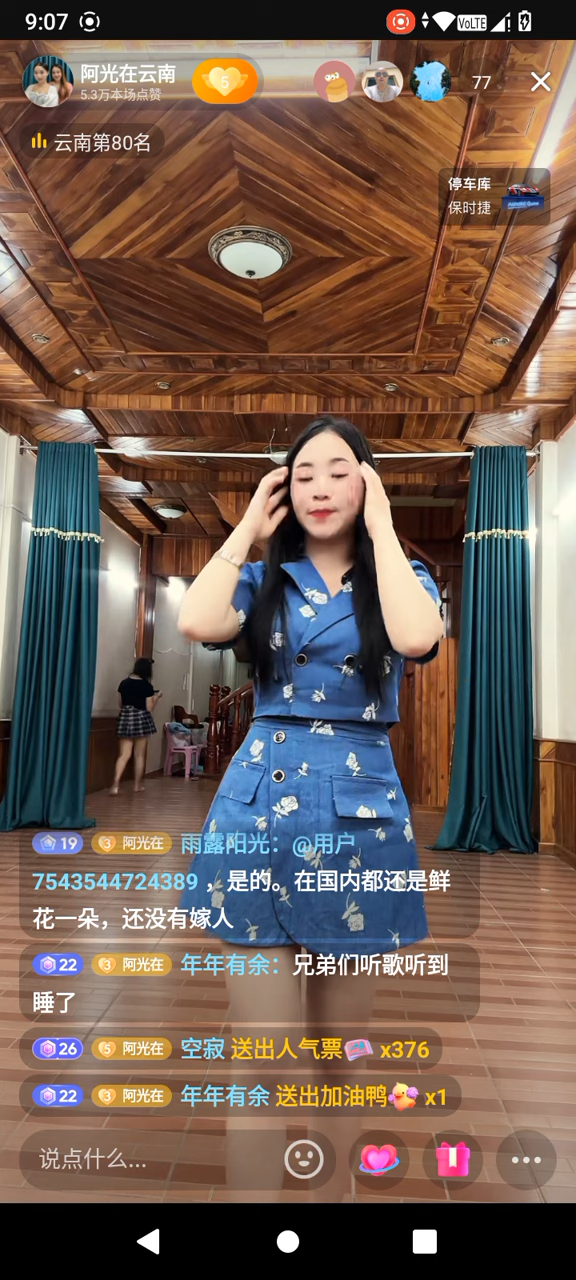 9:07
VoLTE
阿光在云南
5.3万本场点赞
5
77
云南第80名
停车库
保时捷
19 3 阿光在 雨露阳光：@用户
7543544724389 ，是的。在国内都还是鲜
花一朵，还没有嫁人
22 3 阿光在 年年有余：兄弟们听歌听到
睡了
26 5 阿光在 空寂 送出人气票 x376
22 3 阿光在 年年有余 送出加油鸭 x1
说点什么...